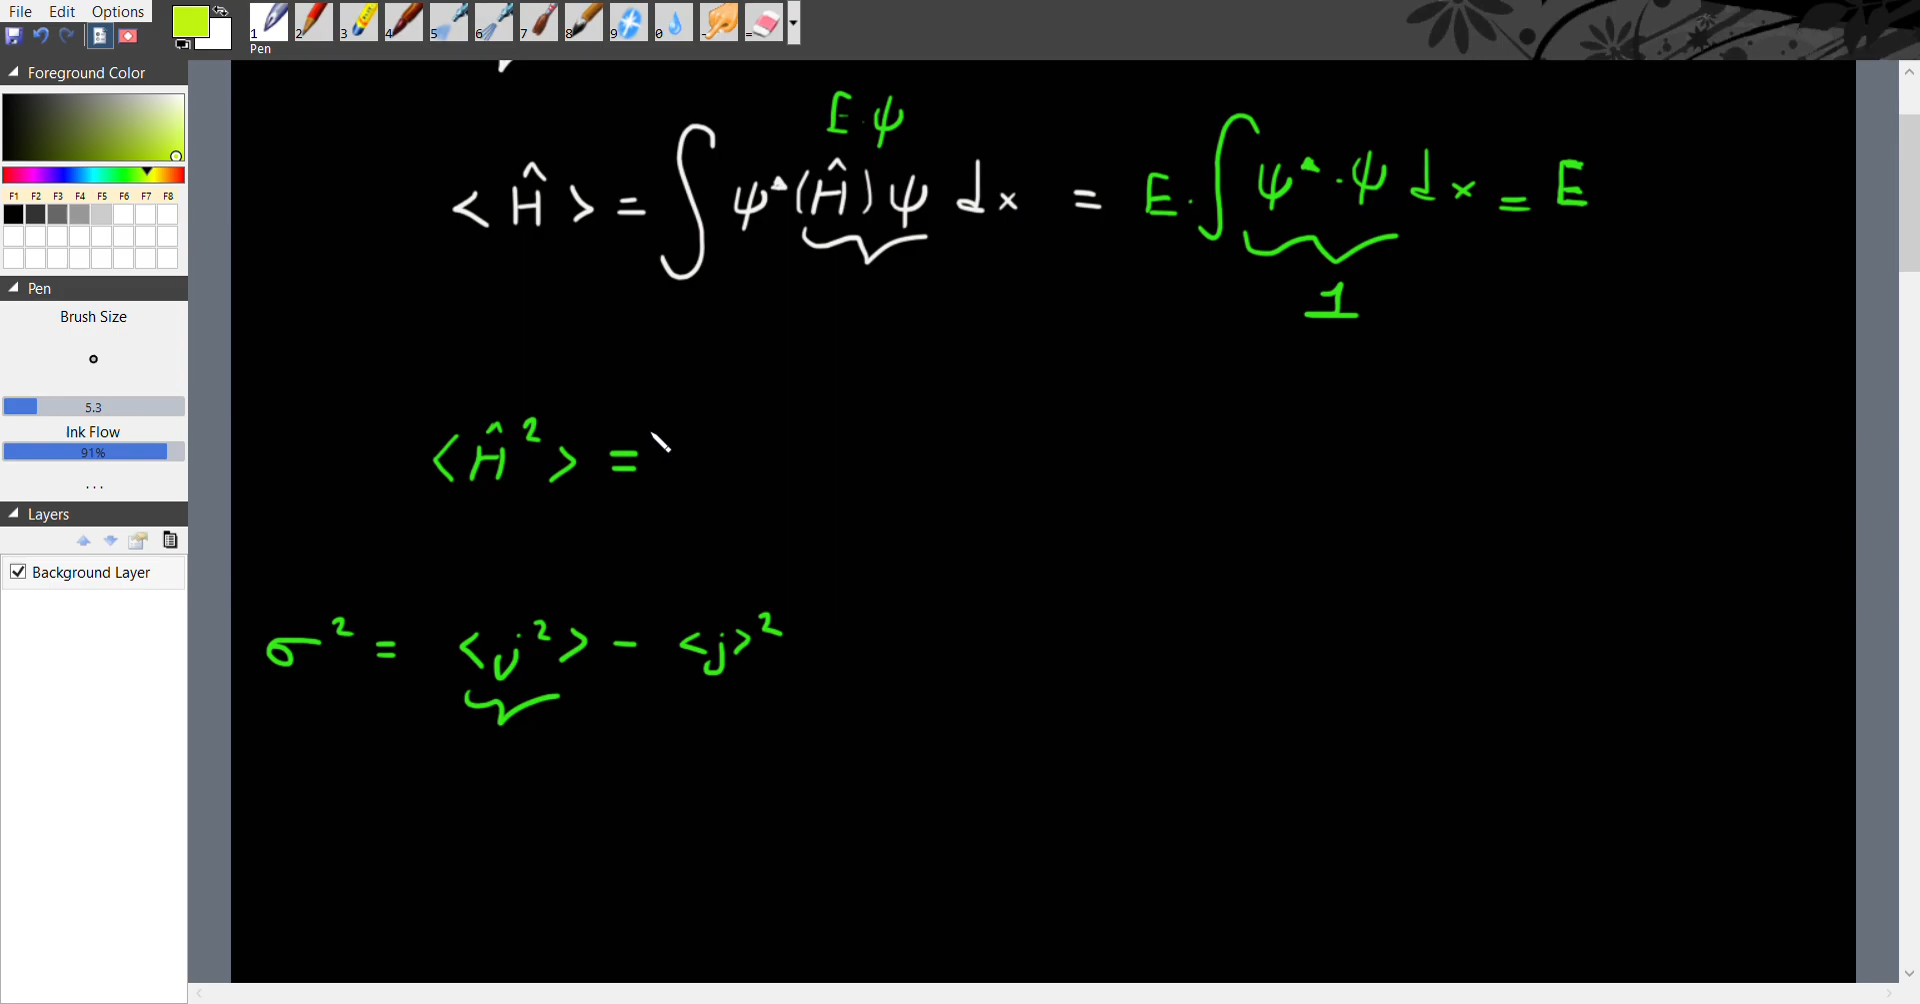 File Edit Options
1 2 3 4 5 6 7 8 9 0 - =
Pen
Foreground Color
F1 F2 F3 F4 F5 F6 F7 F8
Pen
Brush Size
5.3
Ink Flow
91%
...
Layers
Background Layer
E·ψ
<Ĥ> = ∫ ψ*(Ĥ)ψ dx = E·∫ψ*·ψ dx = E
1
<Ĥ²> =
σ² = <j²> - <j>²